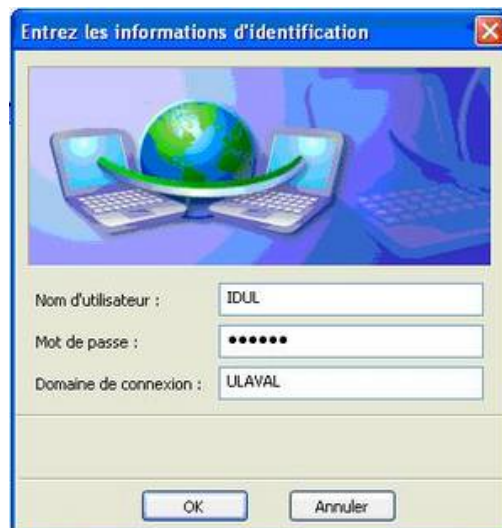 Entrez les informations d'identification
Nom d'utilisateur : IDUL
Mot de passe : ●●●●●●
Domaine de connexion : ULAVAL
OK Annuler